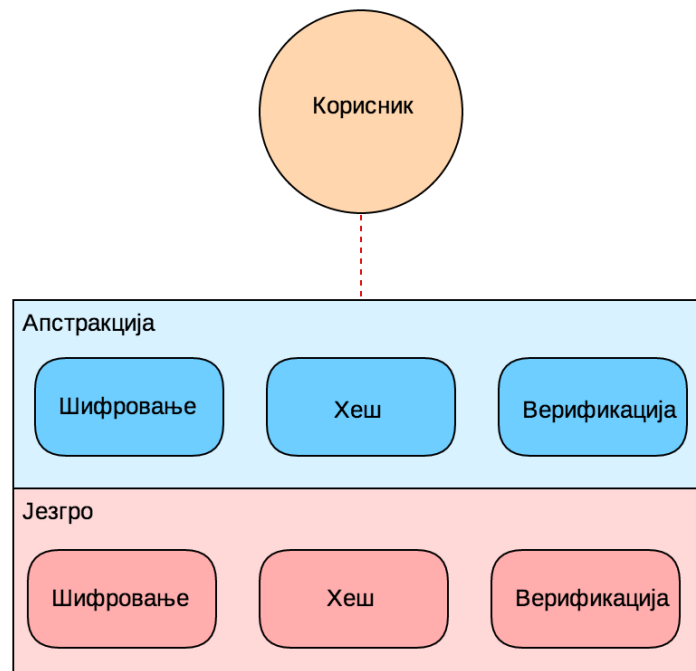 Корисник
Апстракција
Шифровање
Хеш
Верификација
Језгро
Шифровање
Хеш
Верификација